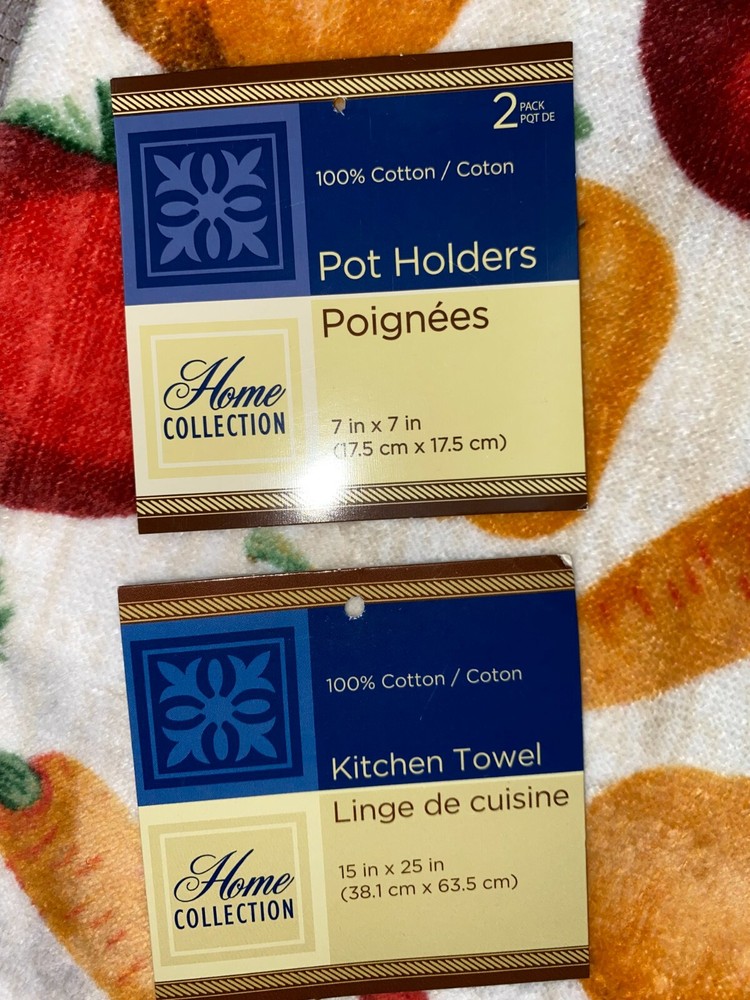 2 PACK
PQT DE
100% Cotton / Coton
Pot Holders
Poignées
Home
COLLECTION
7 in x 7 in
(17.5 cm x 17.5 cm)
100% Cotton / Coton
Kitchen Towel
Linge de cuisine
Home
COLLECTION
15 in x 25 in
(38.1 cm x 63.5 cm)